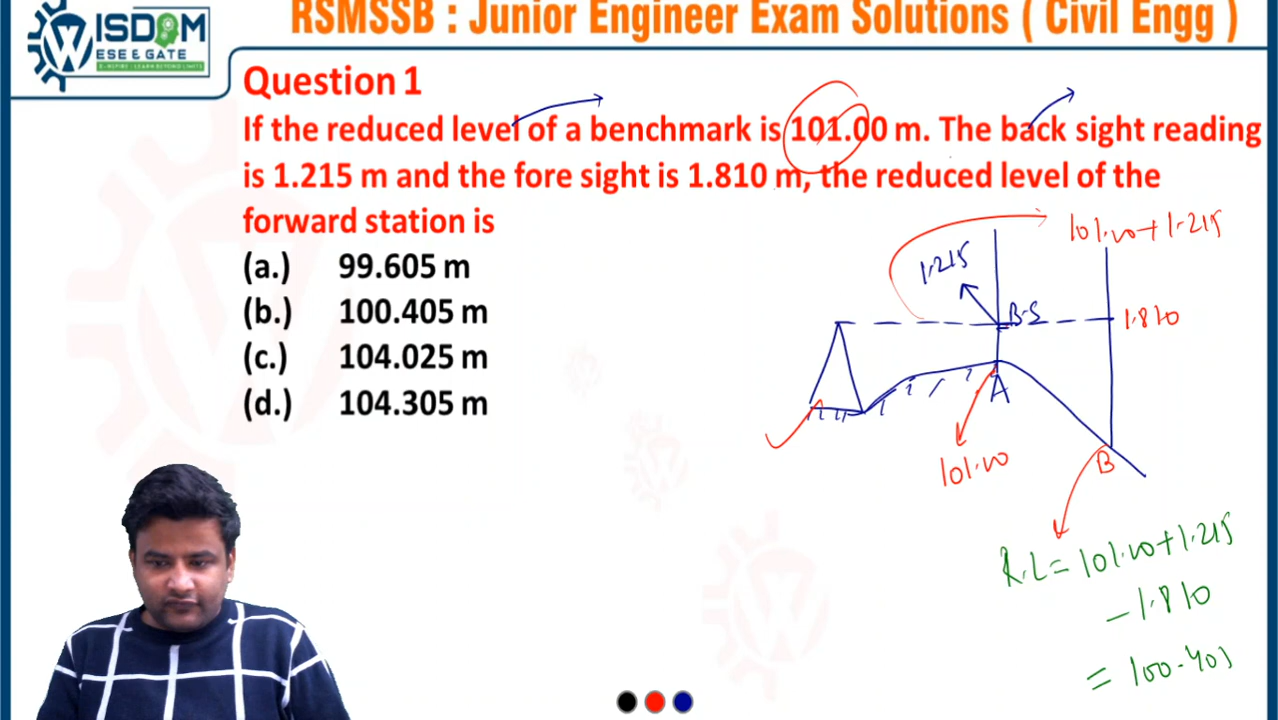 RSMSSB : Junior Engineer Exam Solutions ( Civil Engg )
WISDOM
ESE & GATE
Question 1
If the reduced level of a benchmark is 101.00 m. The back sight reading
is 1.215 m and the fore sight is 1.810 m, the reduced level of the
forward station is
(a.) 99.605 m
(b.) 100.405 m
(c.) 104.025 m
(d.) 104.305 m
101.00 + 1.215
1.215
B.S
1.810
A
101.00
B
R.L = 101.00 + 1.215
- 1.810
= 100.405